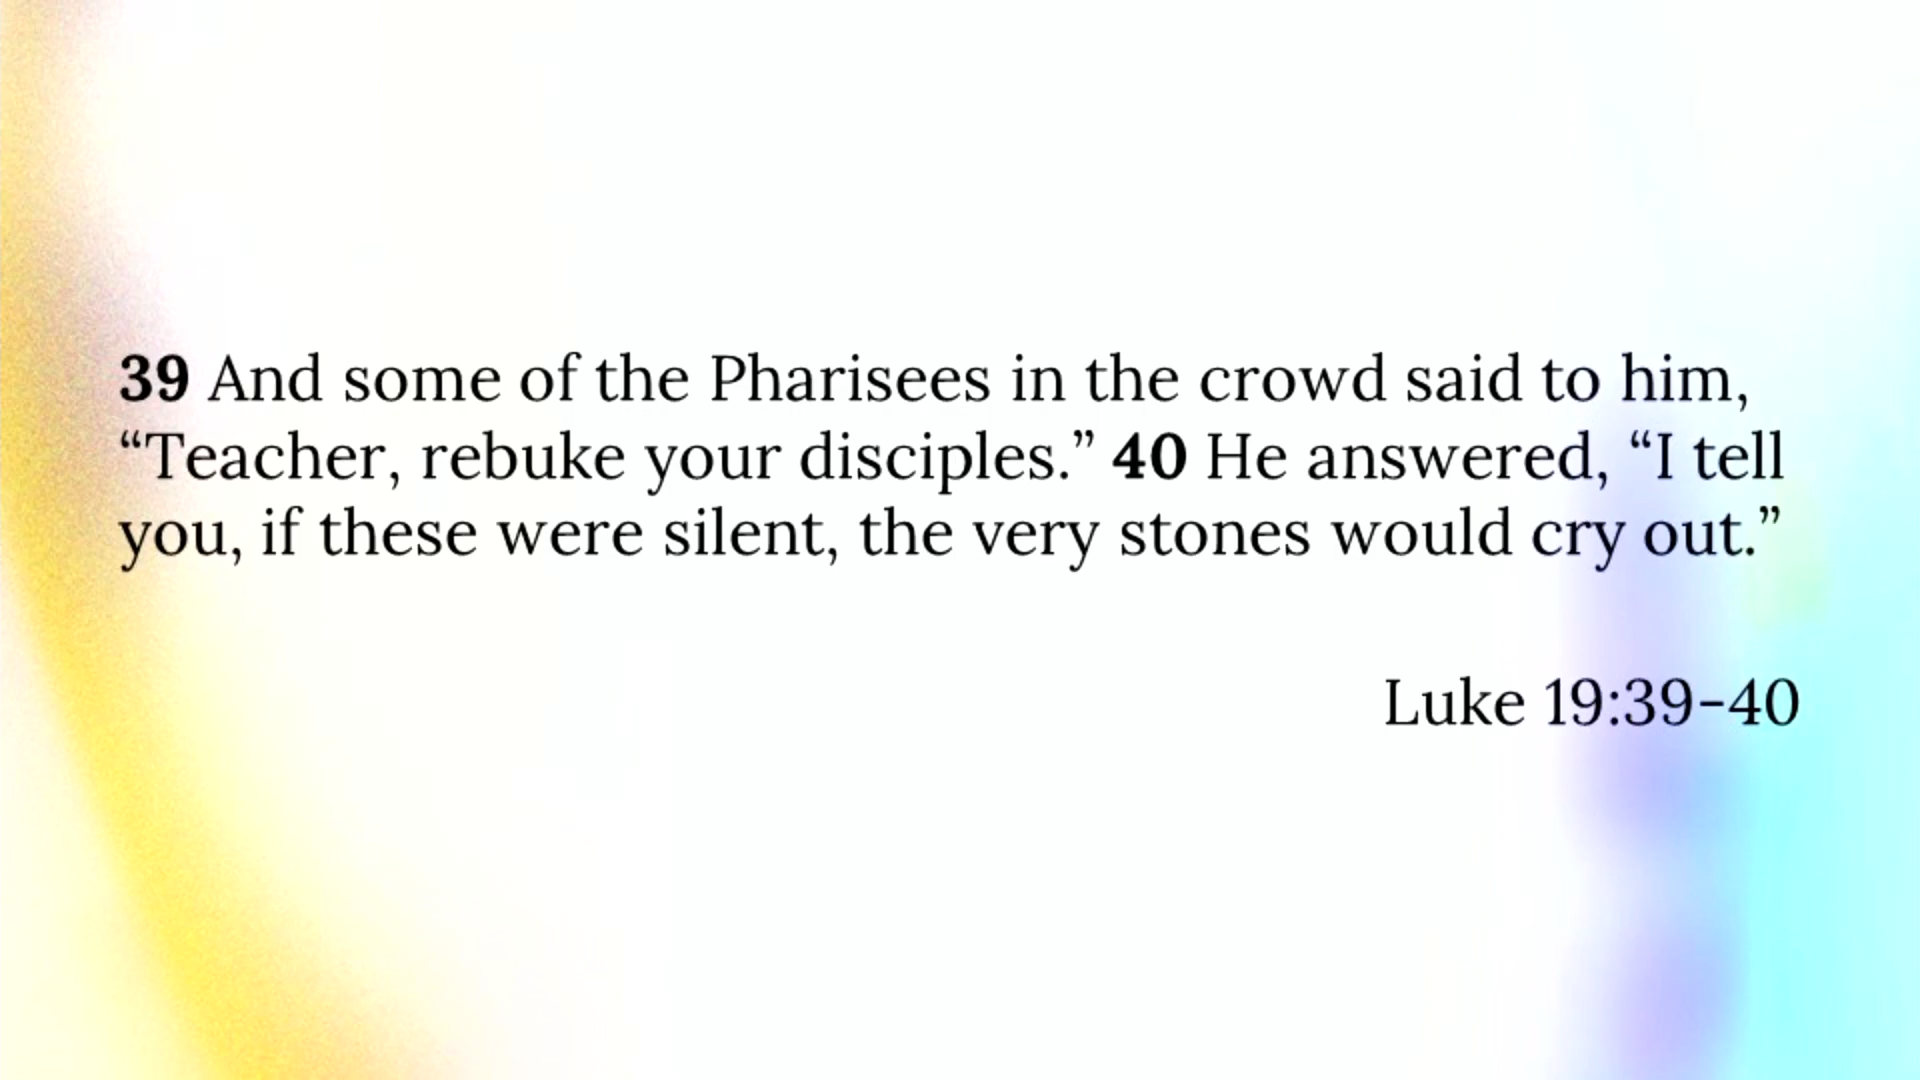 39 And some of the Pharisees in the crowd said to him,
“Teacher, rebuke your disciples.” 40 He answered, “I tell
you, if these were silent, the very stones would cry out.”
Luke 19:39–40